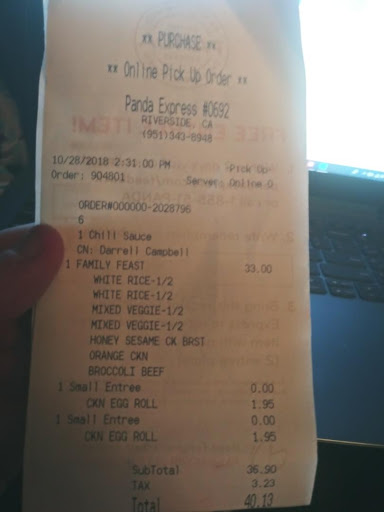 ** PURCHASE **
** Online Pick Up Order **
Panda Express #0692
RIVERSIDE, CA
(951)343-6948
10/28/2018 2:31:00 PM -Pick Up-
Order: 904801 Server: Online O
ORDER#000000-2028796
6
1 Chili Sauce
CN: Darrell Campbell
1 FAMILY FEAST 33.00
WHITE RICE-1/2
WHITE RICE-1/2
MIXED VEGGIE-1/2
MIXED VEGGIE-1/2
HONEY SESAME CK BRST
ORANGE CKN
BROCCOLI BEEF
1 Small Entree 0.00
CKN EGG ROLL 1.95
1 Small Entree 0.00
CKN EGG ROLL 1.95
SubTotal 36.90
TAX 3.23
Total 40.13